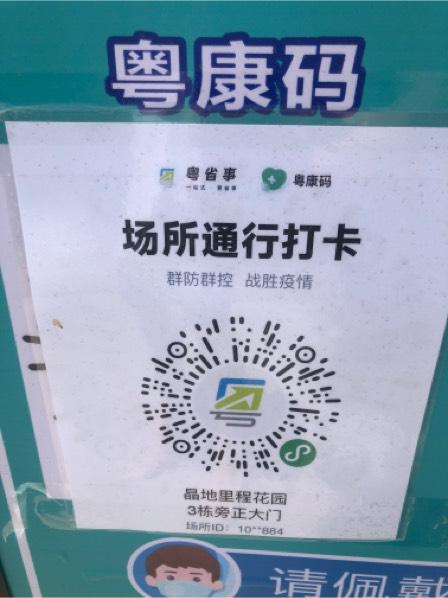 粤康码
粤省事 粤康码
一站式·粤省事
场所通行打卡
群防群控 战胜疫情
粤
晶地里程花园
3栋旁正大门
场所ID：10**884
请佩戴